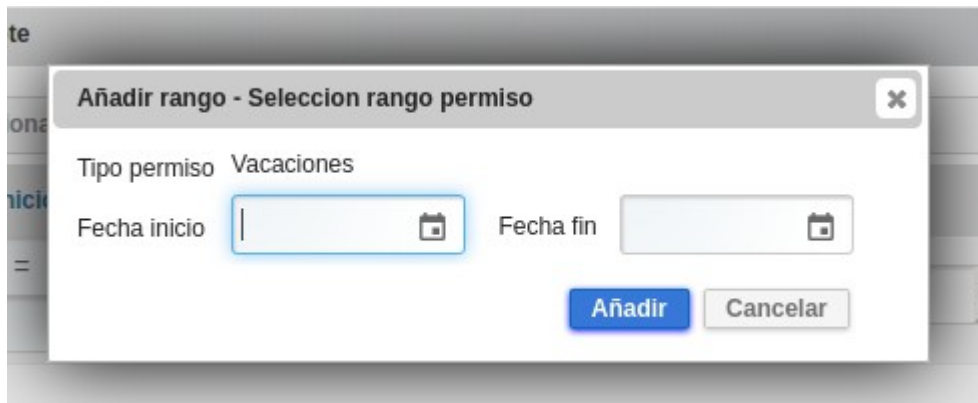 te
Añadir rango - Seleccion rango permiso
Tipo permiso Vacaciones
Fecha inicio Fecha fin
=
Añadir Cancelar